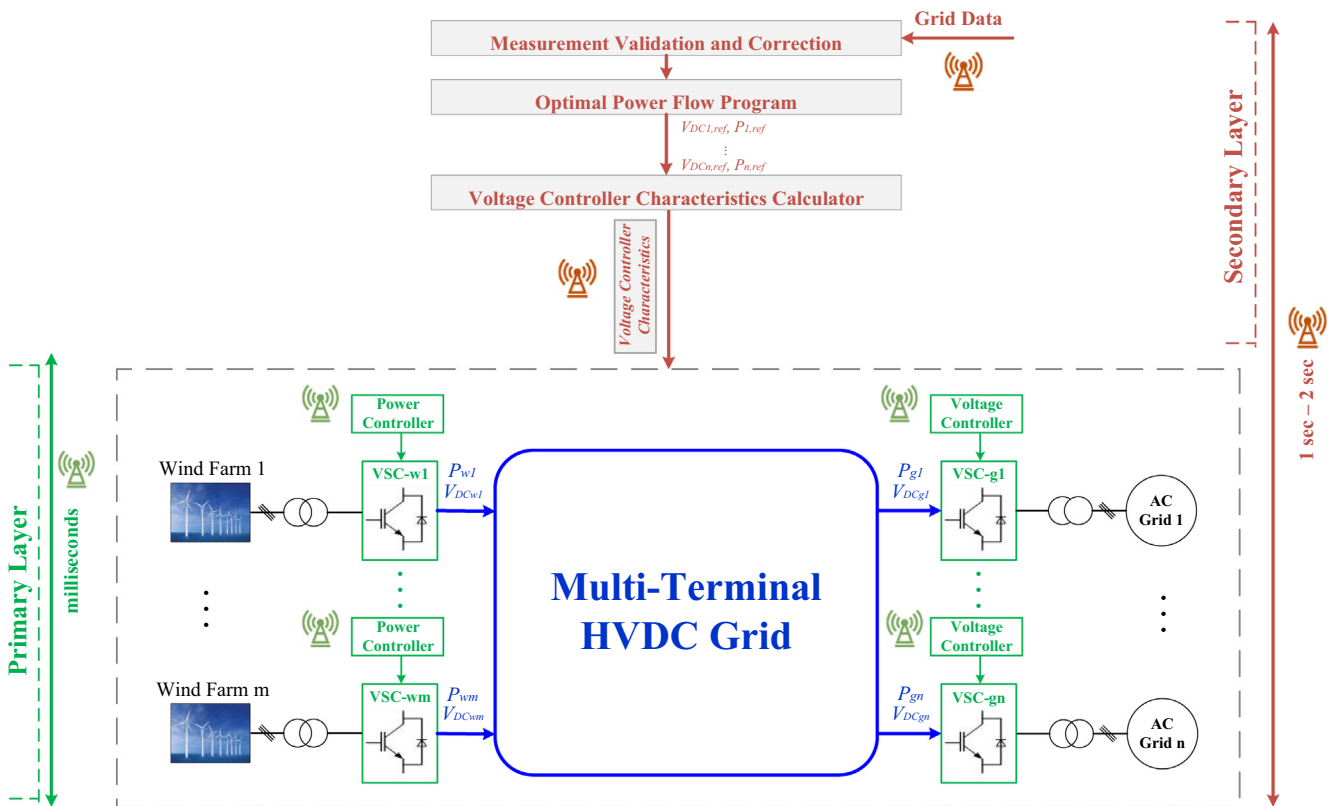 Grid Data
Measurement Validation and Correction
Optimal Power Flow Program
VDC1,ref, P1,ref
⋮
VDCn,ref, Pn,ref
Voltage Controller Characteristics Calculator
Voltage Controller
Characteristics
Secondary Layer
1 sec – 2 sec
Primary Layer
milliseconds
Power
Controller
Voltage
Controller
Wind Farm 1
VSC-w1
Pw1
VDCw1
Pg1
VDCg1
VSC-g1
AC
Grid 1
Multi-Terminal
HVDC Grid
Power
Controller
Voltage
Controller
Wind Farm m
VSC-wm
Pwm
VDCwm
Pgn
VDCgn
VSC-gn
AC
Grid n